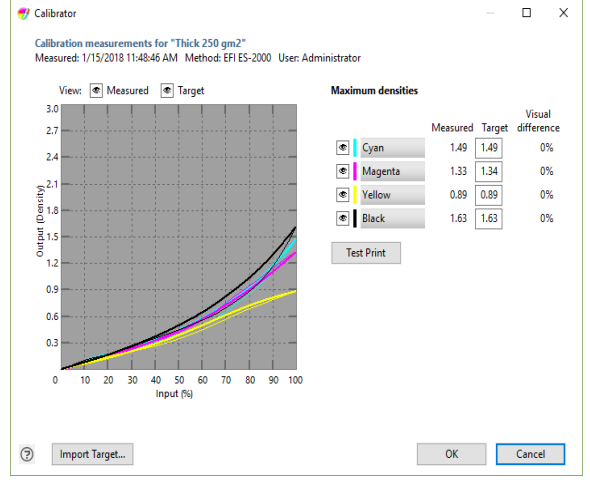 Calibrator
Calibration measurements for "Thick 250 gm2"
Measured: 1/15/2018 11:48:46 AM Method: EFI ES-2000 User: Administrator
View: Measured Target
Maximum densities
Measured Target Visual difference
Cyan 1.49 1.49 0%
Magenta 1.33 1.34 0%
Yellow 0.89 0.89 0%
Black 1.63 1.63 0%
Test Print
Output (Density)
3.0
2.7
2.4
2.1
1.8
1.5
1.2
0.9
0.6
0.3
0 10 20 30 40 50 60 70 80 90 100
Input (%)
? Import Target... OK Cancel